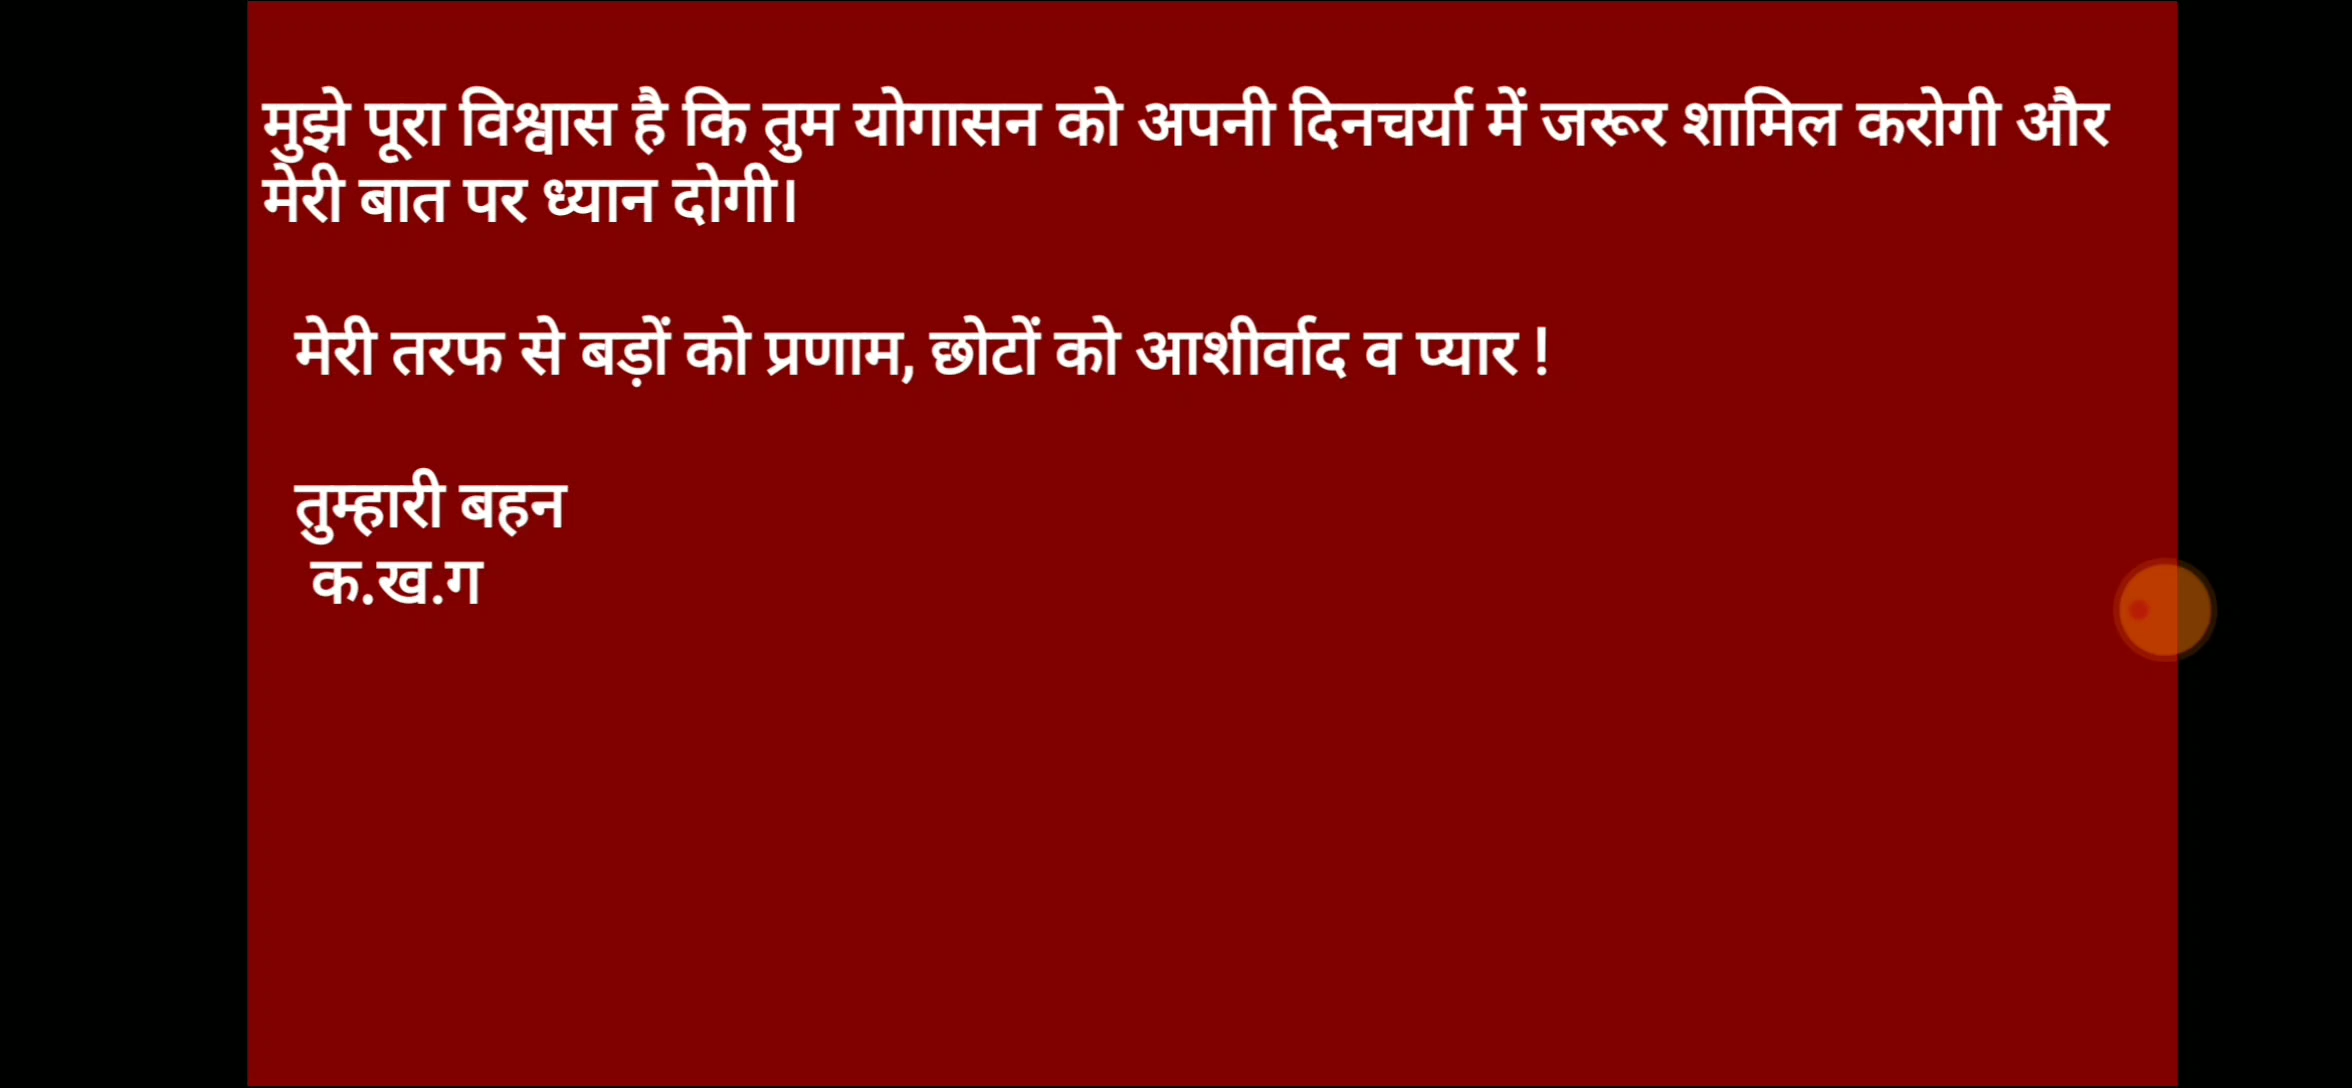 मुझे पूरा विश्वास है कि तुम योगासन को अपनी दिनचर्या में जरूर शामिल करोगी और
मेरी बात पर ध्यान दोगी।
मेरी तरफ से बड़ों को प्रणाम, छोटों को आशीर्वाद व प्यार !
तुम्हारी बहन
क.ख.ग